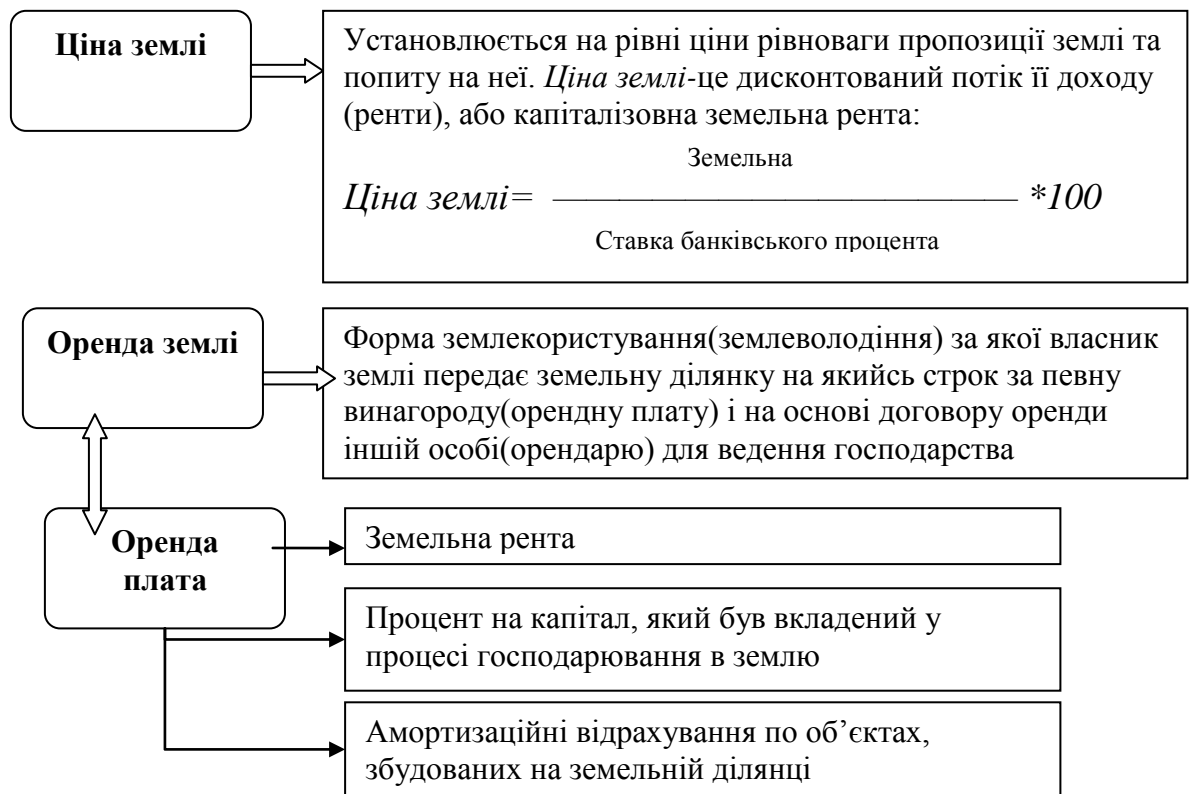 Ціна землі
Установлюється на рівні ціни рівноваги пропозиції землі та
попиту на неї. Ціна землі-це дисконтований потік її доходу
(ренти), або капіталізовна земельна рента:
Земельна
Ціна землі= ——————————————— *100
Ставка банківського процента
Оренда землі
Форма землекористування(землеволодіння) за якої власник
землі передає земельну ділянку на якийсь строк за певну
винагороду(орендну плату) і на основі договору оренди
іншій особі(орендарю) для ведення господарства
Оренда
плата
Земельна рента
Процент на капітал, який був вкладений у
процесі господарювання в землю
Амортизаційні відрахування по об’єктах,
збудованих на земельній ділянці